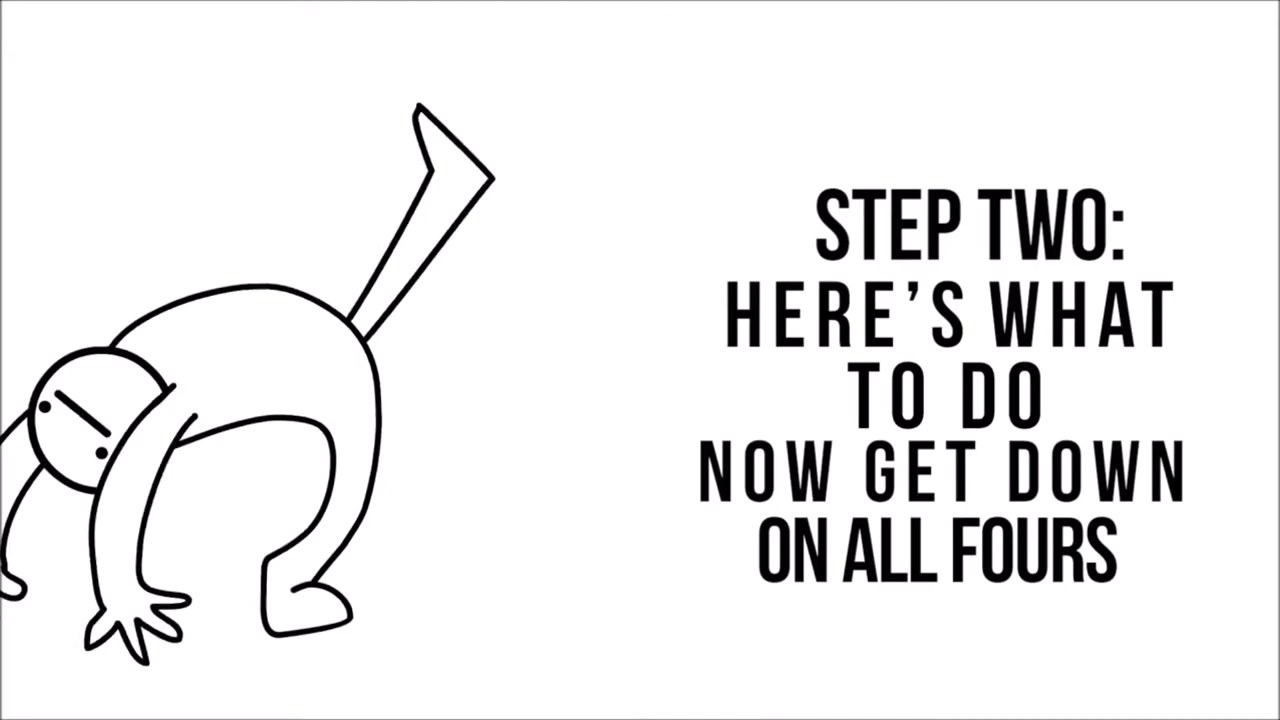 STEP TWO:
HERE'S WHAT
TO DO
NOW GET DOWN
ON ALL FOURS